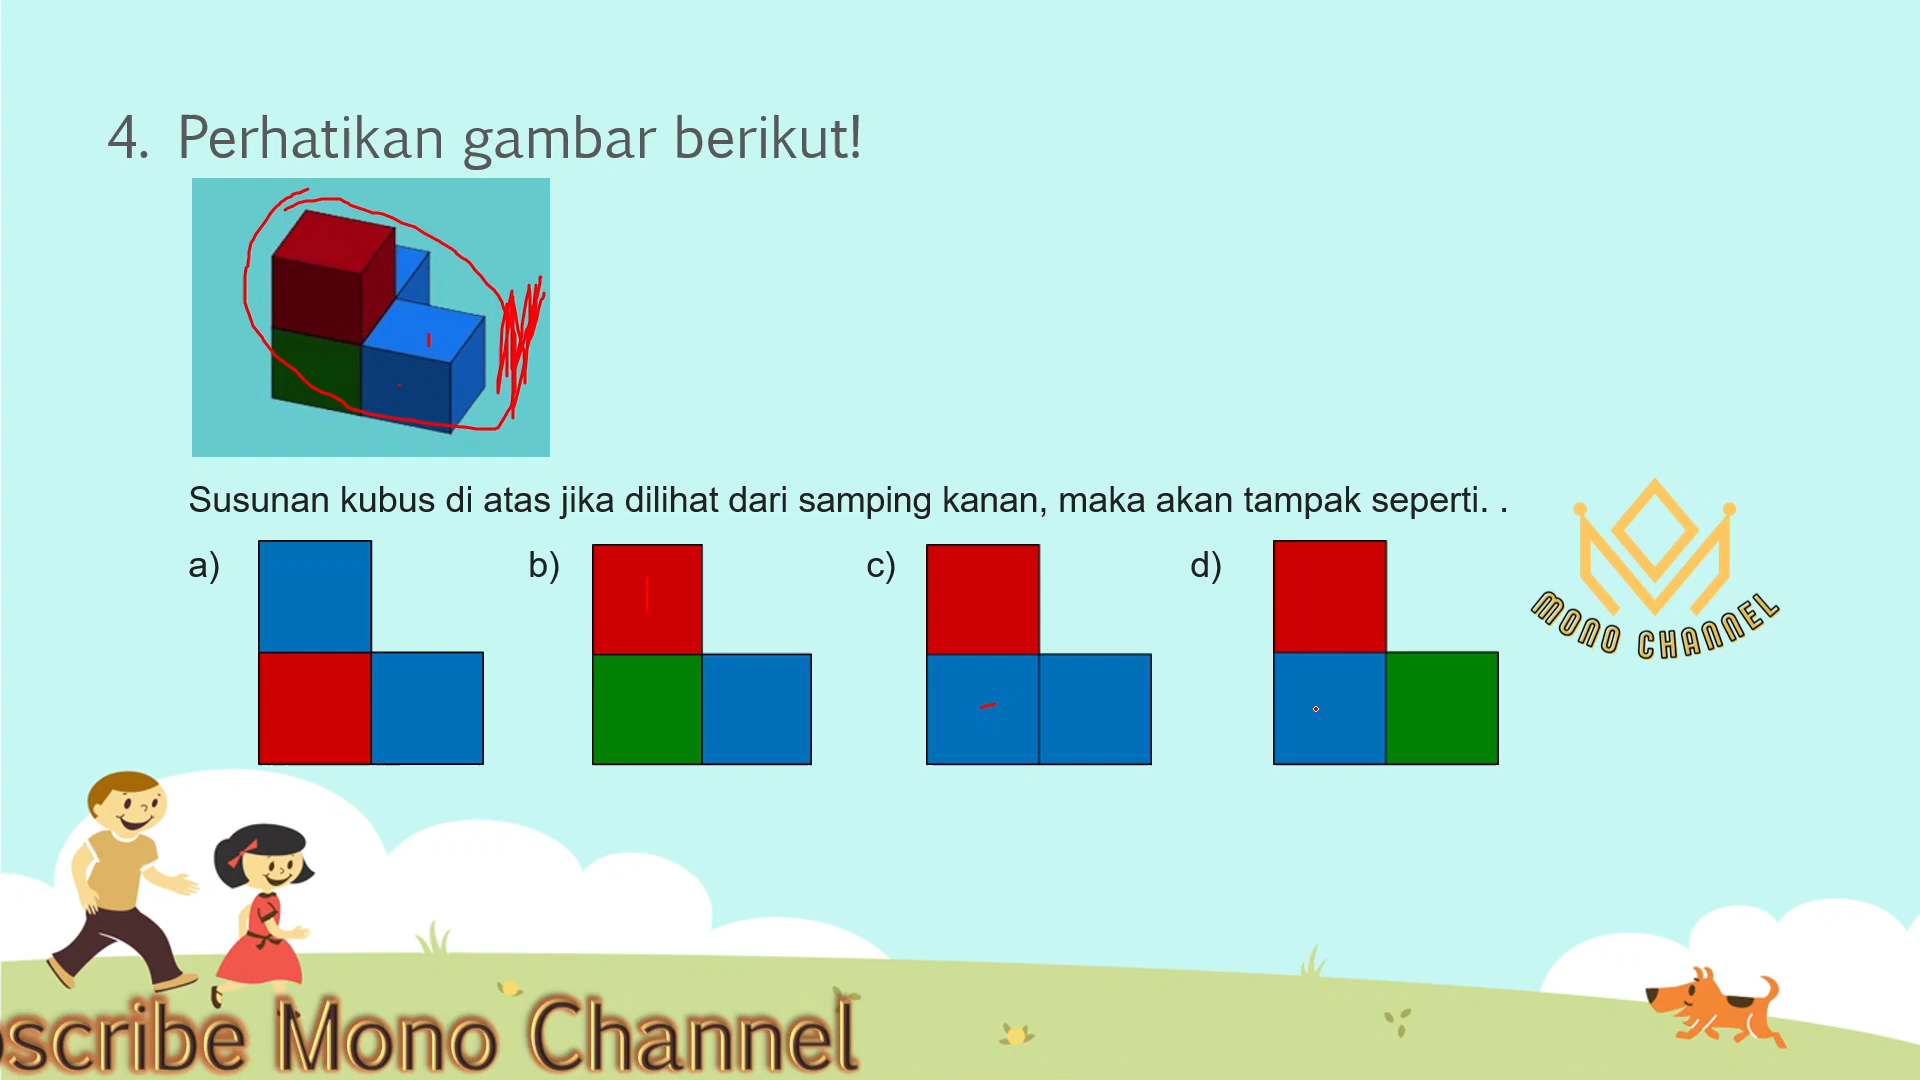 4. Perhatikan gambar berikut!
Susunan kubus di atas jika dilihat dari samping kanan, maka akan tampak seperti. .
a) b) c) d)
MONO CHANNEL
scribe Mono Channel